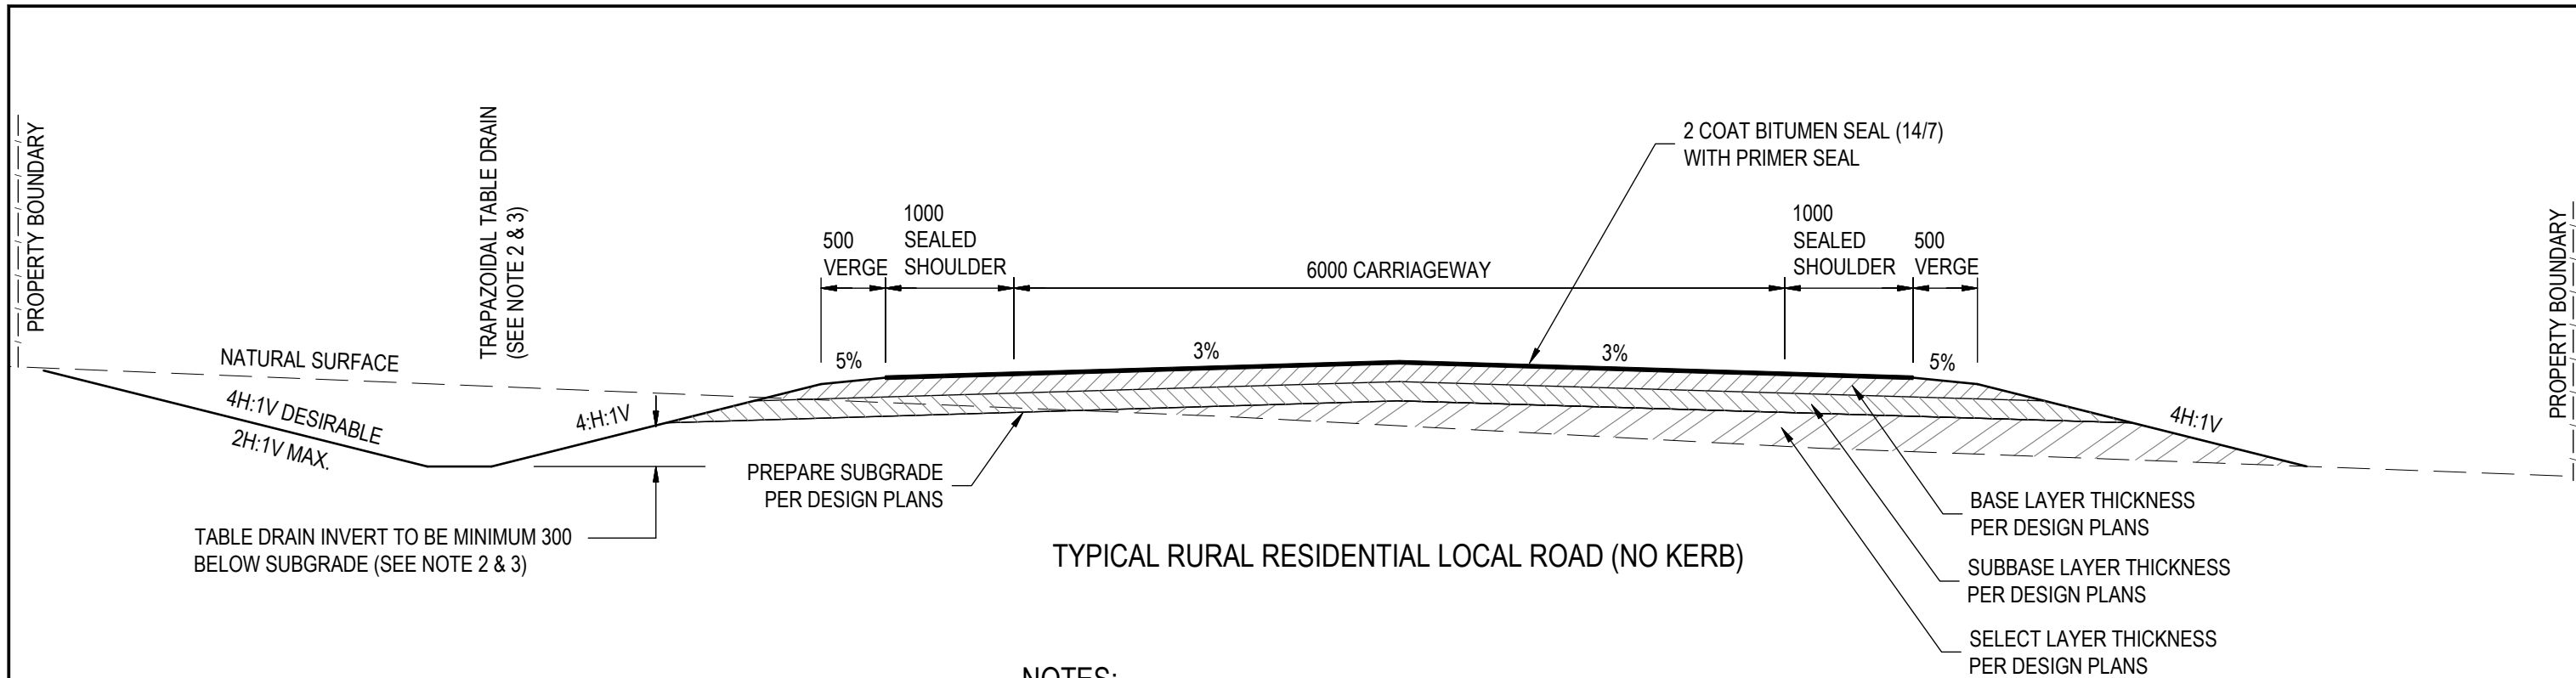 PROPERTY BOUNDARY
TRAPAZOIDAL TABLE DRAIN
(SEE NOTE 2 & 3)
2 COAT BITUMEN SEAL (14/7)
WITH PRIMER SEAL
PROPERTY BOUNDARY
500
VERGE
1000
SEALED
SHOULDER
6000 CARRIAGEWAY
1000
SEALED
SHOULDER
500
VERGE
NATURAL SURFACE
5%
3%
3%
5%
4H:1V DESIRABLE
2H:1V MAX.
4:H:1V
4H:1V
PREPARE SUBGRADE
PER DESIGN PLANS
TABLE DRAIN INVERT TO BE MINIMUM 300
BELOW SUBGRADE (SEE NOTE 2 & 3)
BASE LAYER THICKNESS
PER DESIGN PLANS
SUBBASE LAYER THICKNESS
PER DESIGN PLANS
SELECT LAYER THICKNESS
PER DESIGN PLANS
TYPICAL RURAL RESIDENTIAL LOCAL ROAD (NO KERB)
NOTES: